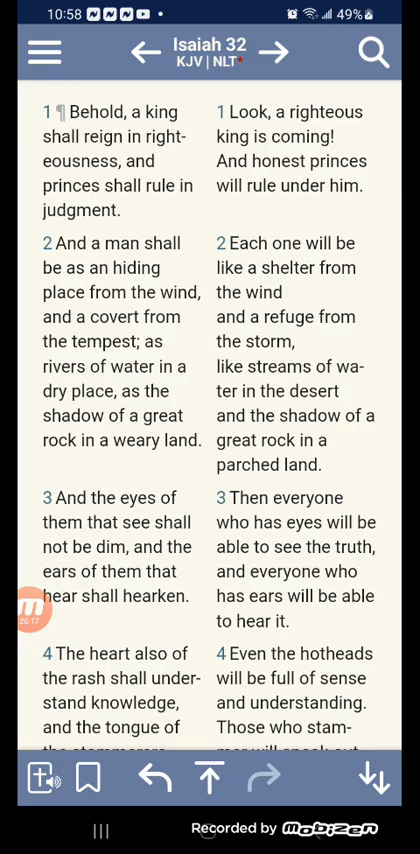 10:58
49%
Isaiah 32
KJV | NLT*
1 ¶ Behold, a king
shall reign in right-
eousness, and
princes shall rule in
judgment.
2 And a man shall
be as an hiding
place from the wind,
and a covert from
the tempest; as
rivers of water in a
dry place, as the
shadow of a great
rock in a weary land.
3 And the eyes of
them that see shall
not be dim, and the
ears of them that
hear shall hearken.
4 The heart also of
the rash shall under-
stand knowledge,
and the tongue of
the stammerers
1 Look, a righteous
king is coming!
And honest princes
will rule under him.
2 Each one will be
like a shelter from
the wind
and a refuge from
the storm,
like streams of wa-
ter in the desert
and the shadow of a
great rock in a
parched land.
3 Then everyone
who has eyes will be
able to see the truth,
and everyone who
has ears will be able
to hear it.
4 Even the hotheads
will be full of sense
and understanding.
Those who stam-
mer will speak out
26:17
Recorded by Mobizen